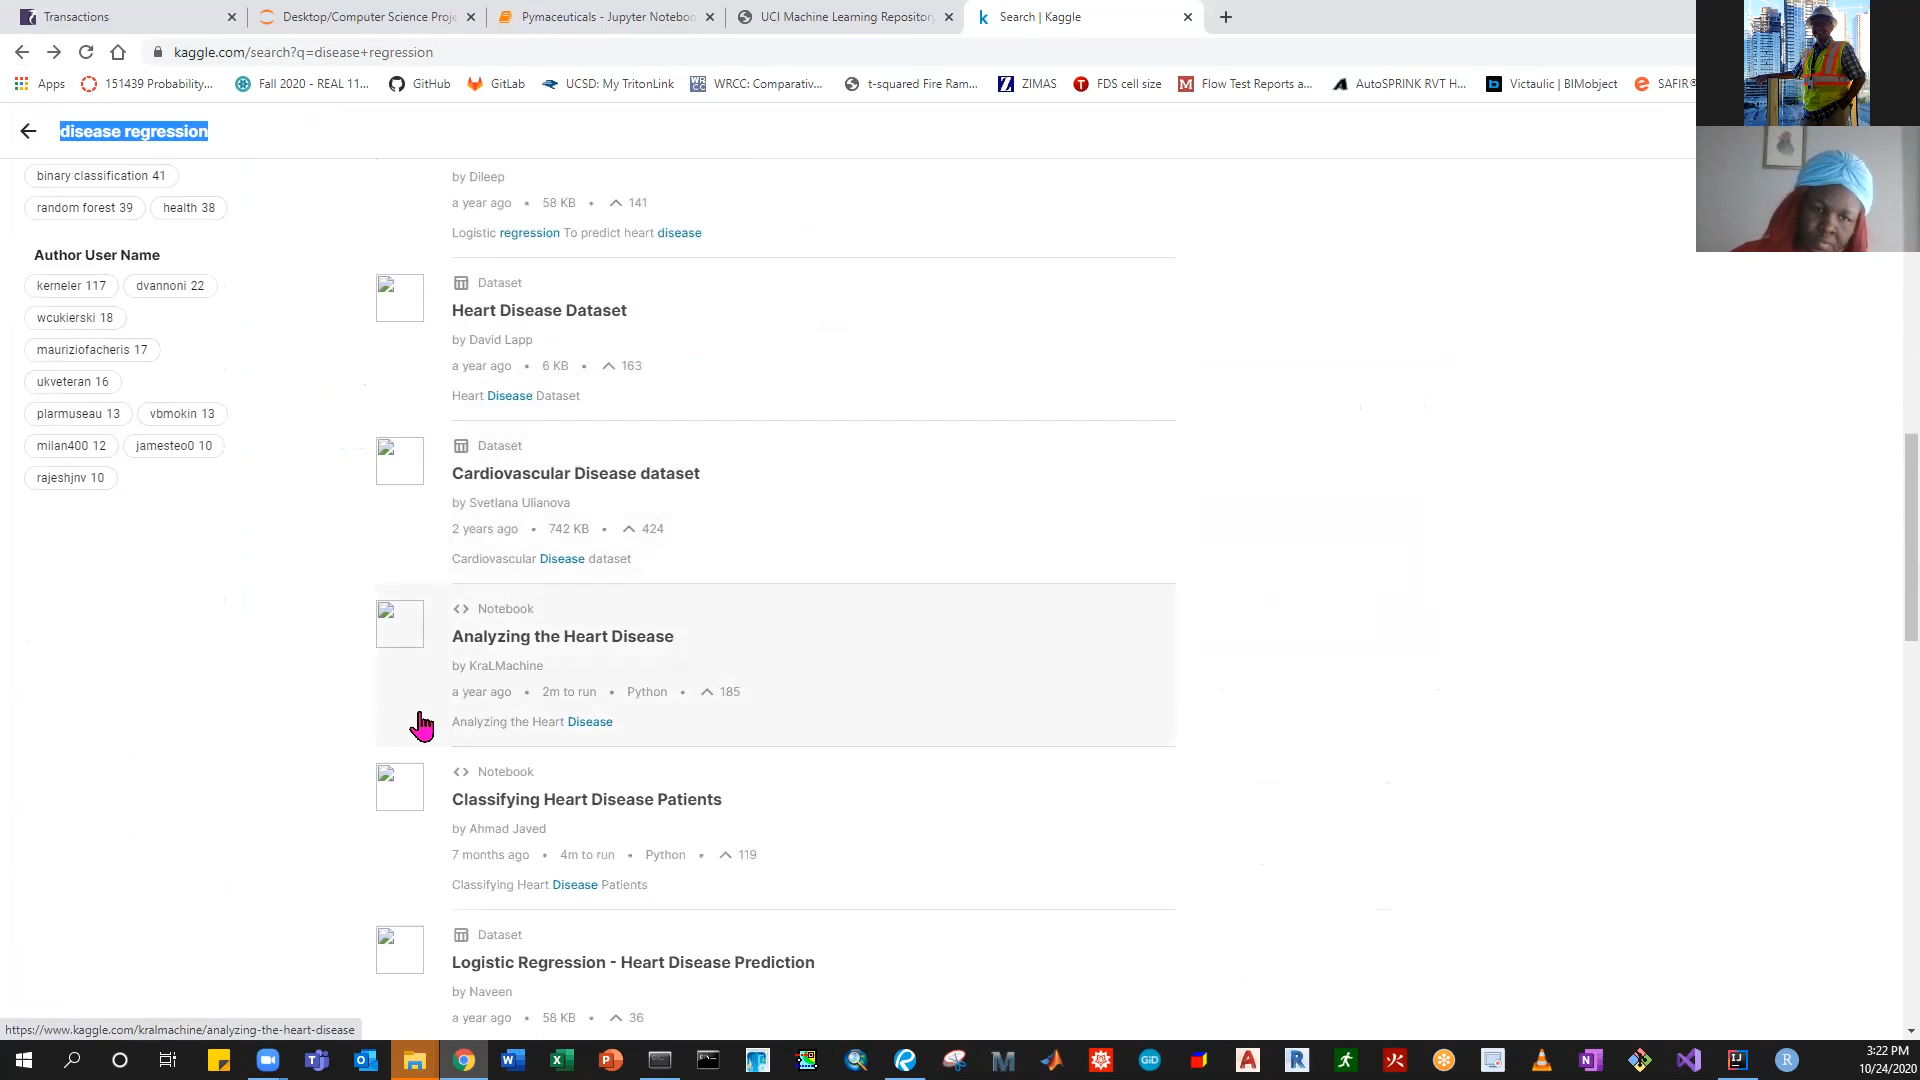 Transactions
Desktop/Computer Science Proje
Pymaceuticals - Jupyter Noteboo
UCI Machine Learning Repository
Search | Kaggle
kaggle.com/search?q=disease+regression
Apps
151439 Probability...
Fall 2020 - REAL 11...
GitHub
GitLab
UCSD: My TritonLink
WRCC: Comparativ...
t-squared Fire Ram...
ZIMAS
FDS cell size
Flow Test Reports a...
AutoSPRINK RVT H...
Victaulic | BIMobject
SAFIR®
disease regression
binary classification 41
random forest 39
health 38
Author User Name
kerneler 117
dvannoni 22
wcukierski 18
mauriziofacheris 17
ukveteran 16
plarmuseau 13
vbmokin 13
milan400 12
jamesteo0 10
rajeshjnv 10
by Dileep
a year ago • 58 KB • 141
Logistic regression To predict heart disease
Dataset
Heart Disease Dataset
by David Lapp
a year ago • 6 KB • 163
Heart Disease Dataset
Dataset
Cardiovascular Disease dataset
by Svetlana Ulianova
2 years ago • 742 KB • 424
Cardiovascular Disease dataset
Notebook
Analyzing the Heart Disease
by KraLMachine
a year ago • 2m to run • Python • 185
Analyzing the Heart Disease
Notebook
Classifying Heart Disease Patients
by Ahmad Javed
7 months ago • 4m to run • Python • 119
Classifying Heart Disease Patients
Dataset
Logistic Regression - Heart Disease Prediction
by Naveen
a year ago • 58 KB • 36
https://www.kaggle.com/kralmachine/analyzing-the-heart-disease
3:22 PM
10/24/2020